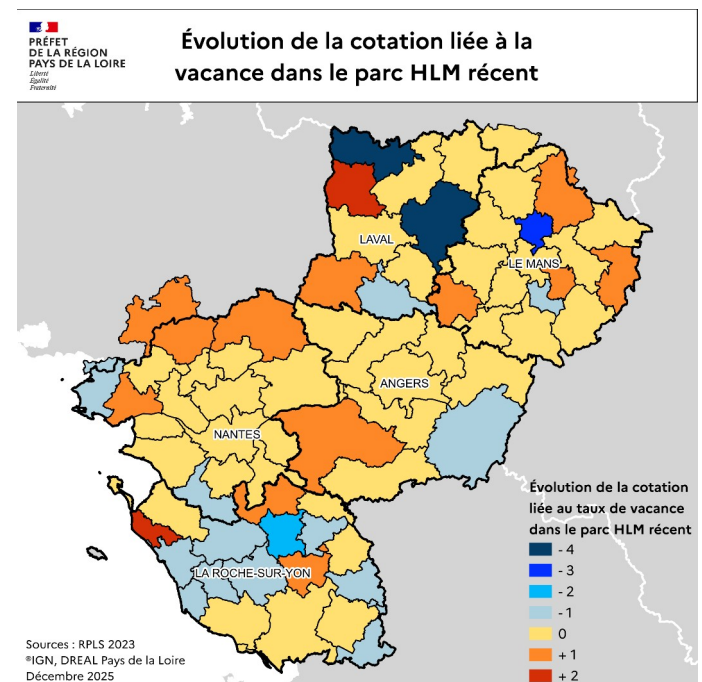 PRÉFET
DE LA RÉGION
PAYS DE LA LOIRE
Liberté
Égalité
Fraternité
Évolution de la cotation liée à la
vacance dans le parc HLM récent
LAVAL
LE MANS
ANGERS
NANTES
LA ROCHE-SUR-YON
Évolution de la cotation
liée au taux de vacance
dans le parc HLM récent
- 4
- 3
- 2
- 1
0
+ 1
+ 2
Sources : RPLS 2023
®IGN, DREAL Pays de la Loire
Décembre 2025